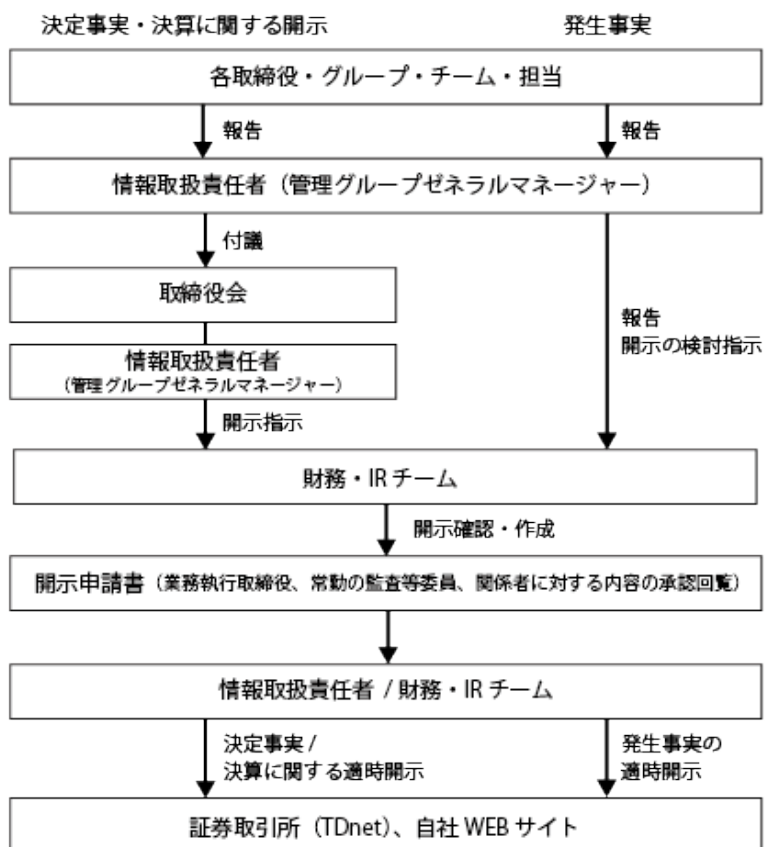 決定事実・決算に関する開示
発生事実
各取締役・グループ・チーム・担当
報告
報告
情報取扱責任者（管理グループゼネラルマネージャー）
付議
取締役会
報告
開示の検討指示
情報取扱責任者
（管理グループゼネラルマネージャー）
開示指示
財務・IRチーム
開示確認・作成
開示申請書（業務執行取締役、常勤の監査等委員、関係者に対する内容の承認回覧）
情報取扱責任者 / 財務・IRチーム
決定事実 /
決算に関する適時開示
発生事実の
適時開示
証券取引所（TDnet）、自社 WEB サイト